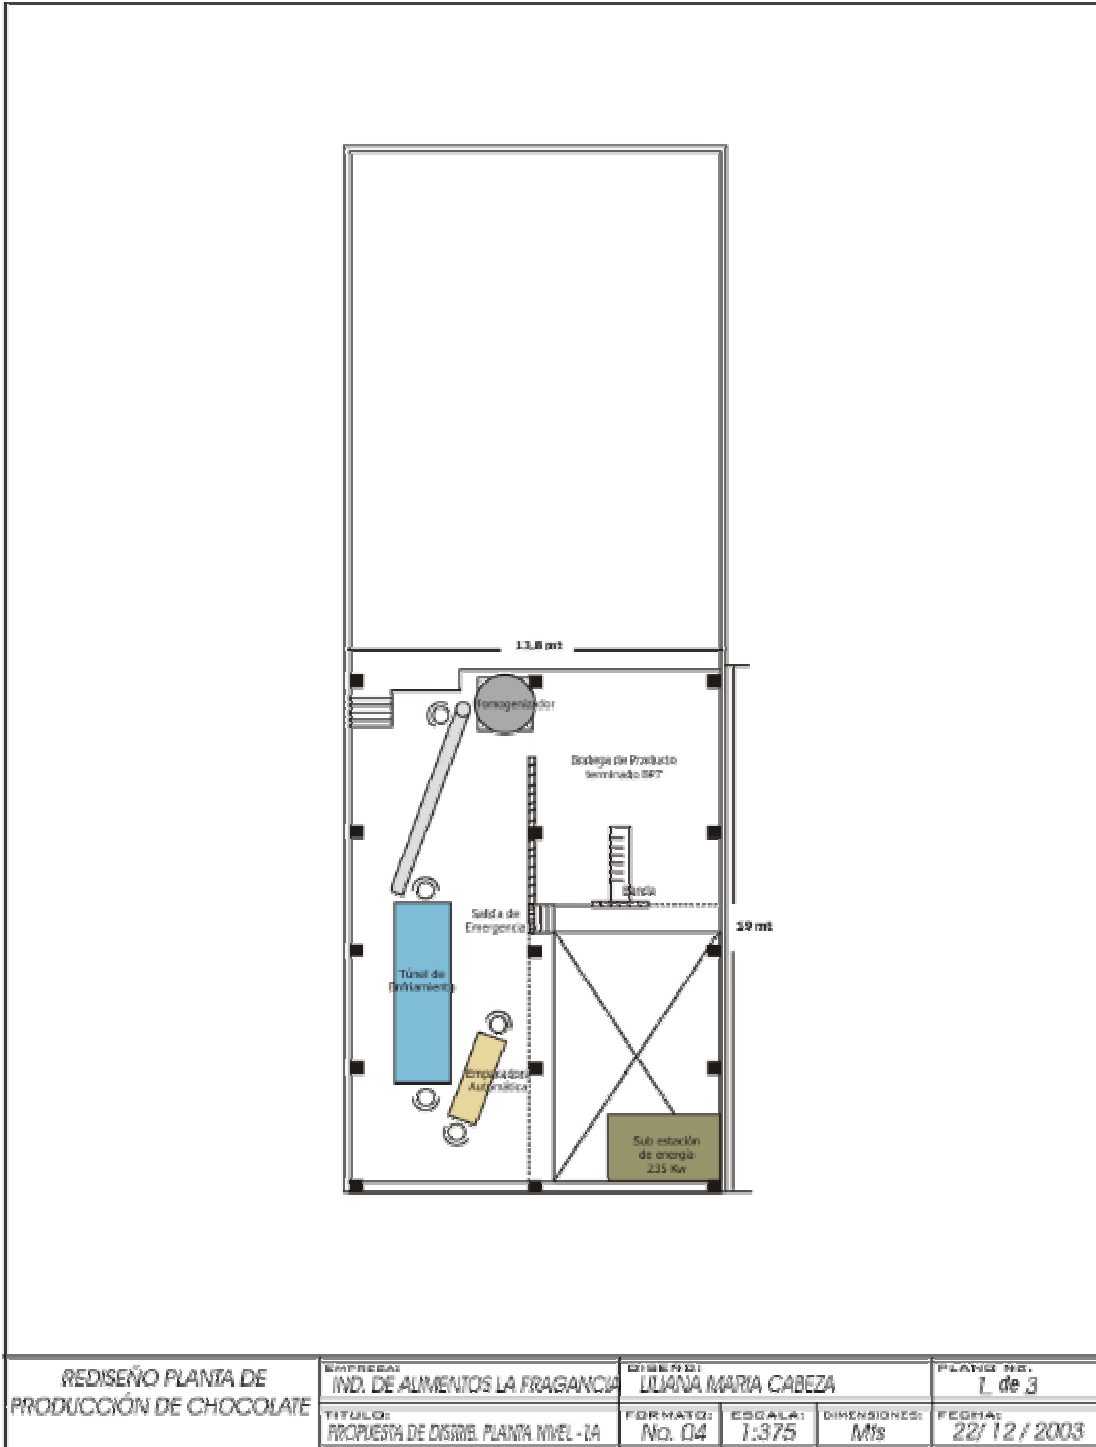 13,8 mt
Homogenizador
Bodega de Producto
terminado BPT
Banda
Salida de
Emergencia
19 mt
Túnel de
Enfriamiento
Empacadora
Automática
Sub estación
de energía
235 Kw
REDISEÑO PLANTA DE
PRODUCCIÓN DE CHOCOLATE
EMPRESA:
IND. DE ALIMENTOS LA FRAGANCIA
DISEÑO:
LILIANA MARIA CABEZA
PLANO No.
1 de 3
TITULO:
PROPUESTA DE DISTRIB. PLANTA NIVEL -1A
FORMATO:
No. 04
ESCALA:
1:375
DIMENSIONES:
Mts
FECHA:
22/ 12 / 2003